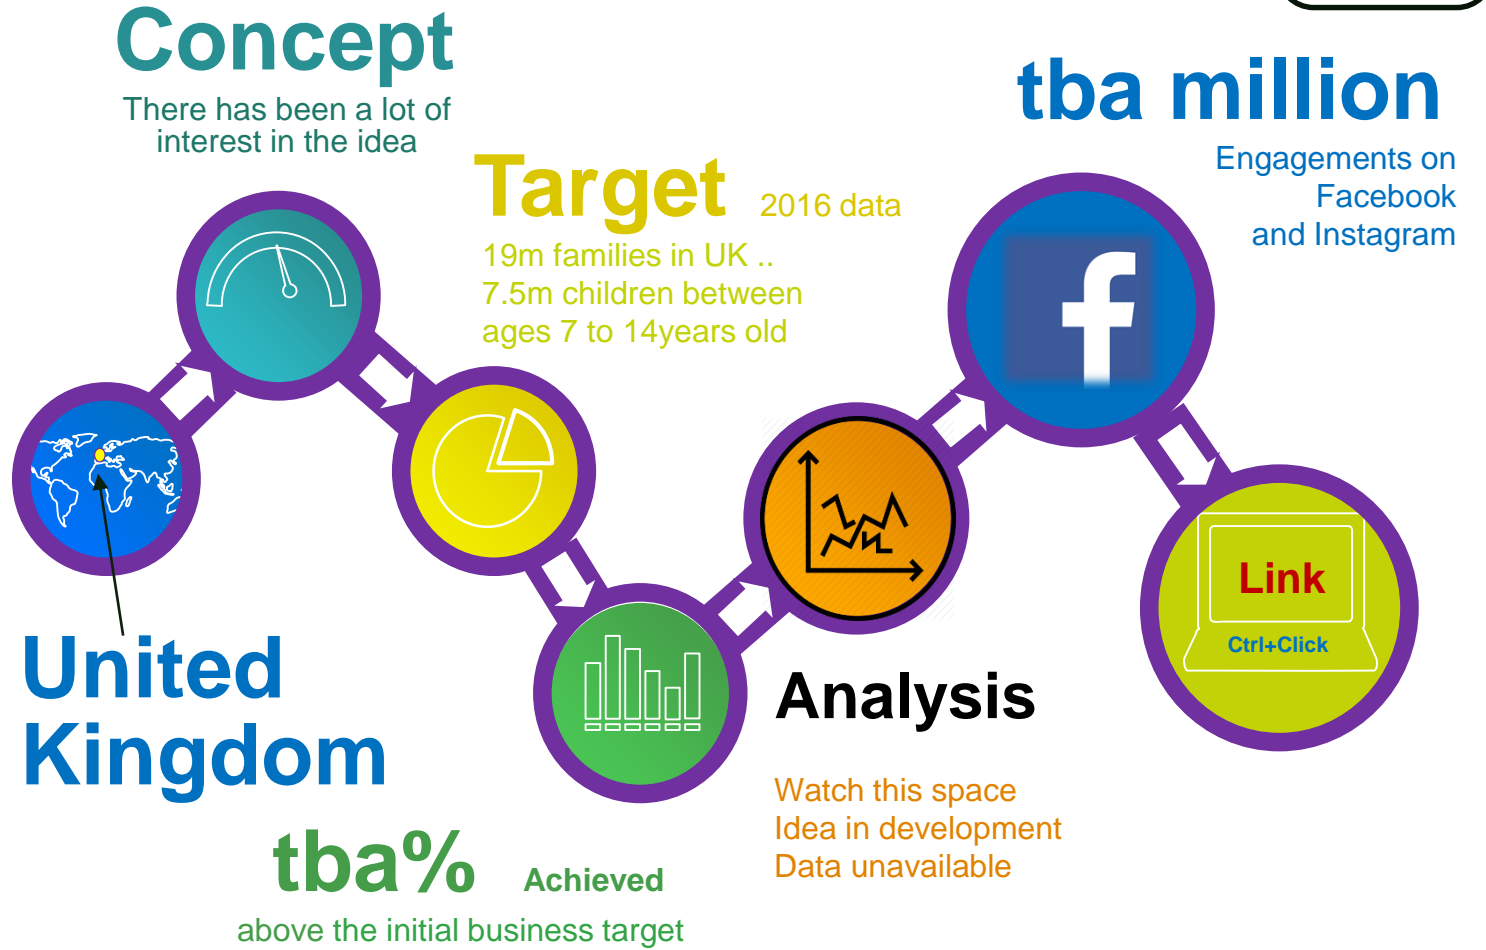 Concept
There has been a lot of
interest in the idea
tba million
Engagements on
Facebook
and Instagram
Target 2016 data
19m families in UK ..
7.5m children between
ages 7 to 14years old
f
Link
Ctrl+Click
United
Kingdom
Analysis
Watch this space
Idea in development
Data unavailable
tba% Achieved
above the initial business target